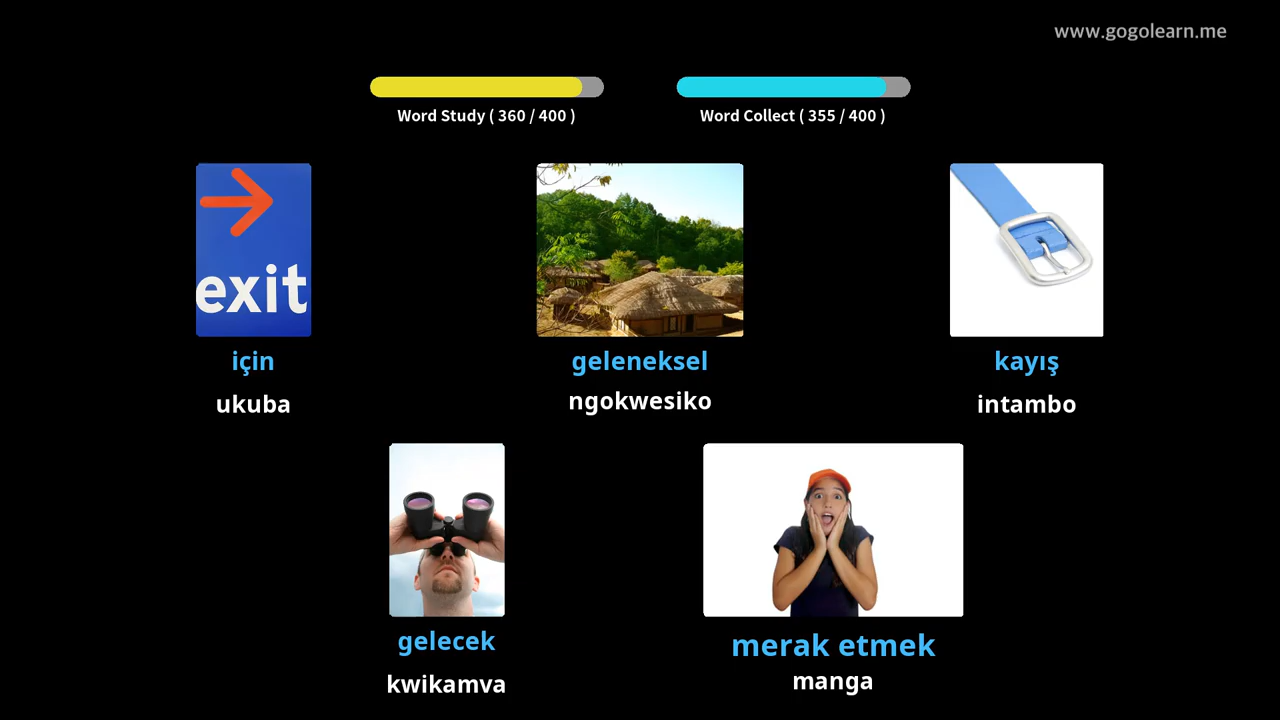 www.gogolearn.me
Word Study ( 360 / 400 )
Word Collect ( 355 / 400 )
exit
için
geleneksel
kayış
ukuba
ngokwesiko
intambo
gelecek
merak etmek
kwikamva
manga